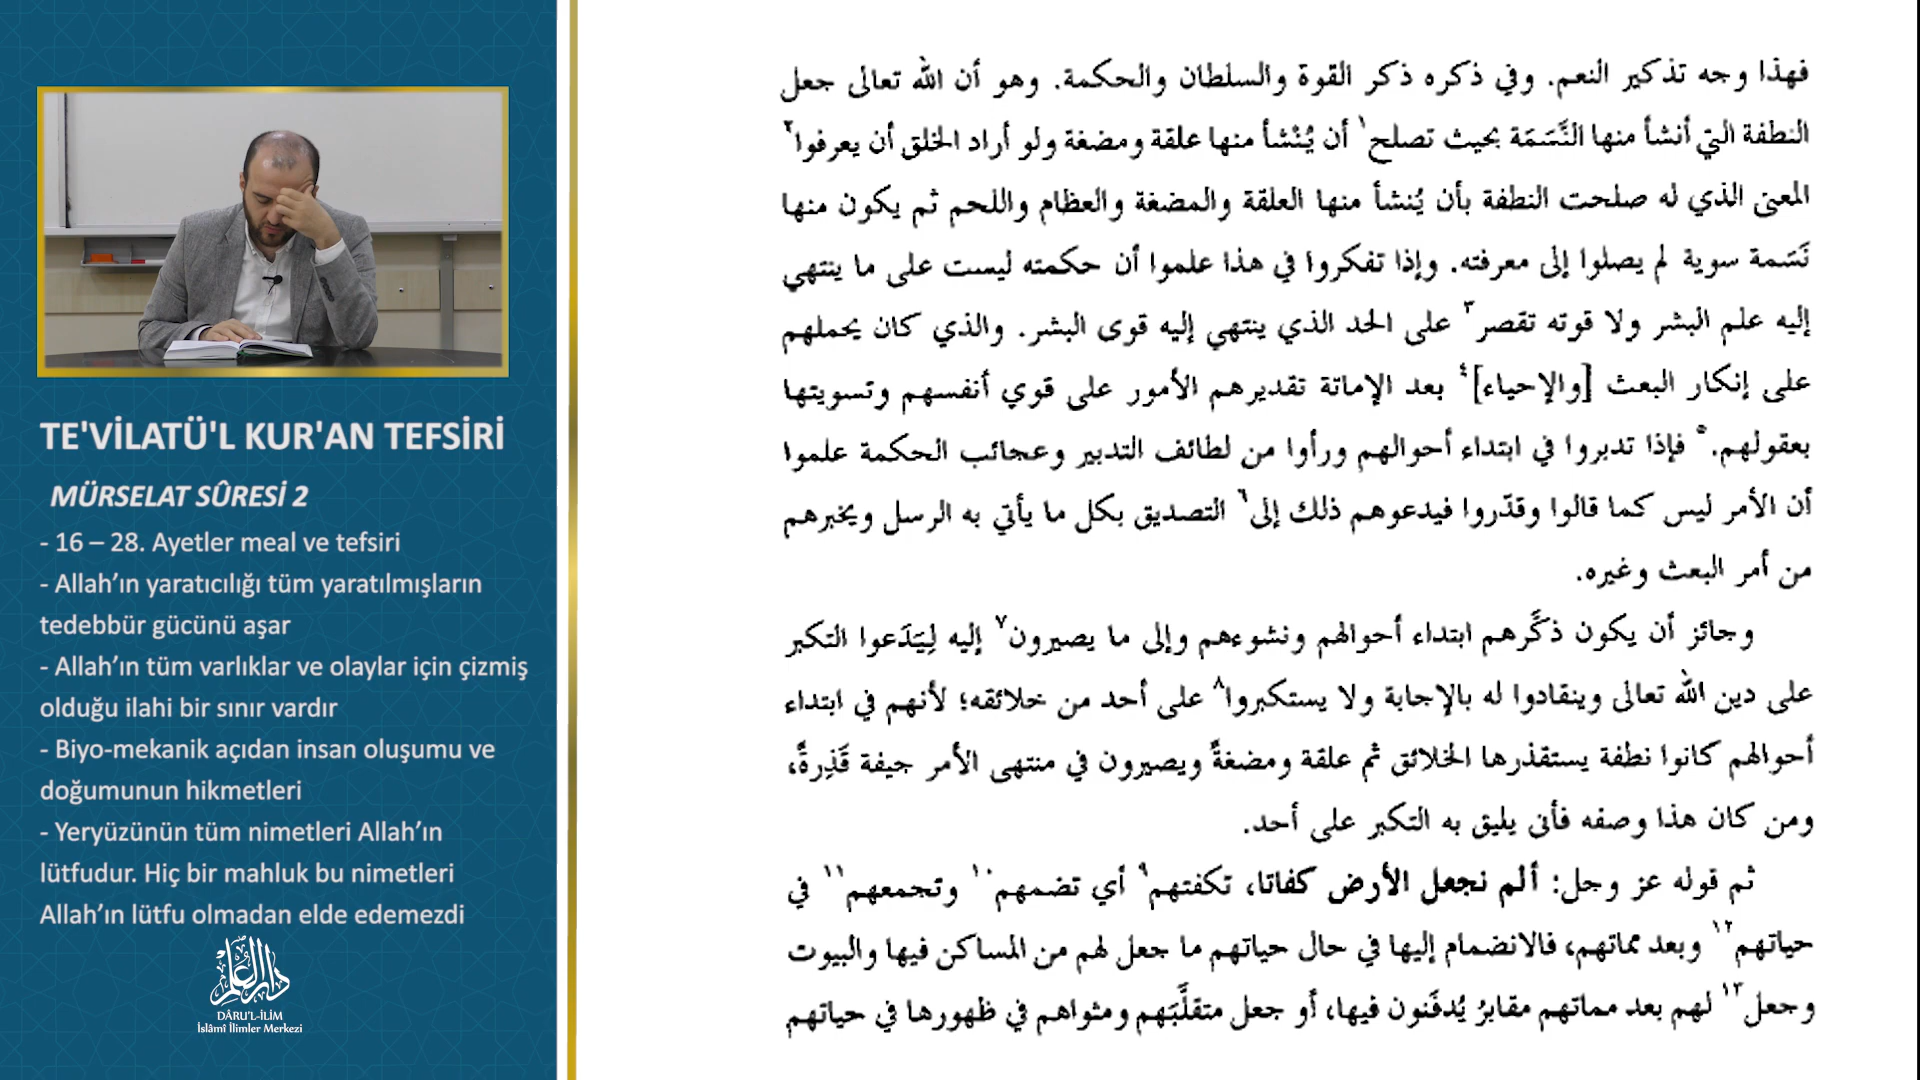 TE'VİLATÜ'L KUR'AN TEFSİRİ
MÜRSELAT SÛRESİ 2
- 16 – 28. Ayetler meal ve tefsiri
- Allah’ın yaratıcılığı tüm yaratılmışların
tedebbür gücünü aşar
- Allah’ın tüm varlıklar ve olaylar için çizmiş
olduğu ilahi bir sınır vardır
- Biyo-mekanik açıdan insan oluşumu ve
doğumunun hikmetleri
- Yeryüzünün tüm nimetleri Allah’ın
lütfudur. Hiç bir mahluk bu nimetleri
Allah’ın lütfu olmadan elde edemezdi
دار العلم
DÂRU'L-İLİM
İslâmî İlimler Merkezi
فهذا وجه تذكير النعم. وفي ذكره ذكر القوة والسلطان والحكمة. وهو أن الله تعالى جعل
النطفة التي أنشأ منها النَّسَمَة بحيث تصلح١ أن يُنْشأ منها علقة ومضغة ولو أراد الخلق أن يعرفوا٢
المعنى الذي له صلحت النطفة بأن يُنشأ منها العلقة والمضغة والعظام واللحم ثم يكون منها
نَسَمة سوية لم يصلوا إلى معرفته. وإذا تفكروا في هذا علموا أن حكمته ليست على ما ينتهي
إليه علم البشر ولا قوته تقصر٣ على الحد الذي ينتهي إليه قوى البشر. والذي كان يحملهم
على إنكار البعث [والإحياء]٤ بعد الإماتة تقديرهم الأمور على قوي أنفسهم وتسويتها
بعقولهم.٥ فإذا تدبروا في ابتداء أحوالهم ورأوا من لطائف التدبير وعجائب الحكمة علموا
أن الأمر ليس كما قالوا وقدّروا فيدعوهم ذلك إلى٦ التصديق بكل ما يأتي به الرسل ويخبرهم
من أمر البعث وغيره.
وجائز أن يكون ذكَّرهم ابتداء أحوالهم ونشوءهم وإلى ما يصيرون٧ إليه لِيَدَعوا التكبر
على دين الله تعالى وينقادوا له بالإجابة ولا يستكبروا٨ على أحد من خلائقه؛ لأنهم في ابتداء
أحوالهم كانوا نطفة يستقذرها الخلائق ثم علقة ومضغةً ويصيرون في منتهى الأمر جيفة قَذِرةً،
ومن كان هذا وصفه فأنى يليق به التكبر على أحد.
ثم قوله عز وجل: ألم نجعل الأرض كفاتا، تكفتهم٩ أي تضمهم١٠ وتجمعهم١١ في
حياتهم١٢ وبعد مماتهم، فالانضمام إليها في حال حياتهم ما جعل لهم من المساكن فيها والبيوت
وجعل١٣ لهم بعد مماتهم مقابرُ يُدفَنون فيها، أو جعل متقلَّبَهم ومثواهم في ظهورها في حياتهم